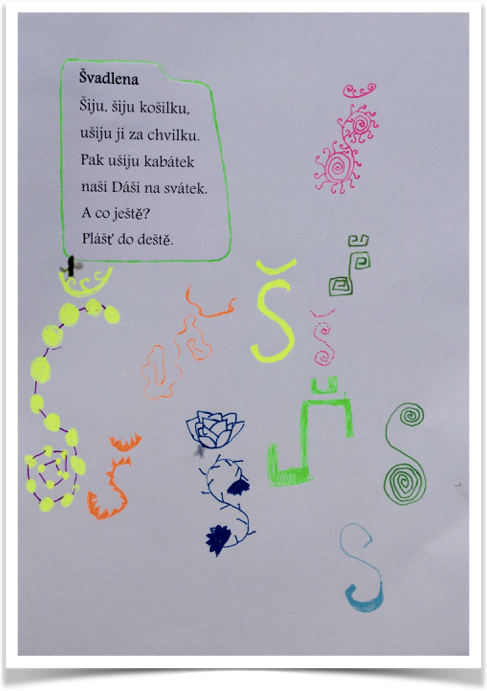 Švadlena
Šiju, šiju košilku,
ušiju ji za chvilku.
Pak ušiju kabátek
naší Dáši na svátek.
A co ještě?
Plášť do deště.
Š
Š
Š Š Š Š
Š Š Š S
S